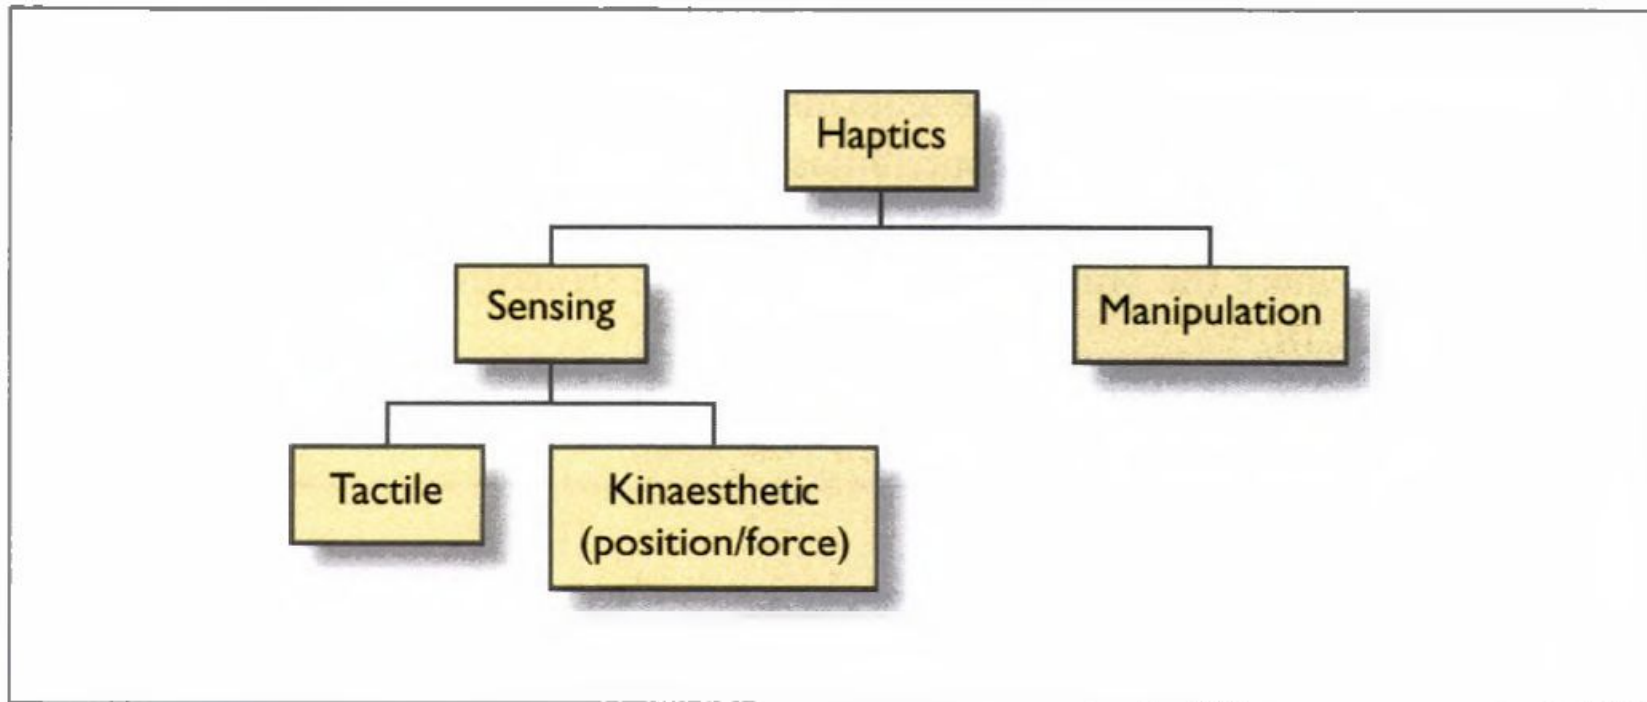 Haptics
Sensing
Manipulation
Tactile
Kinaesthetic
(position/force)